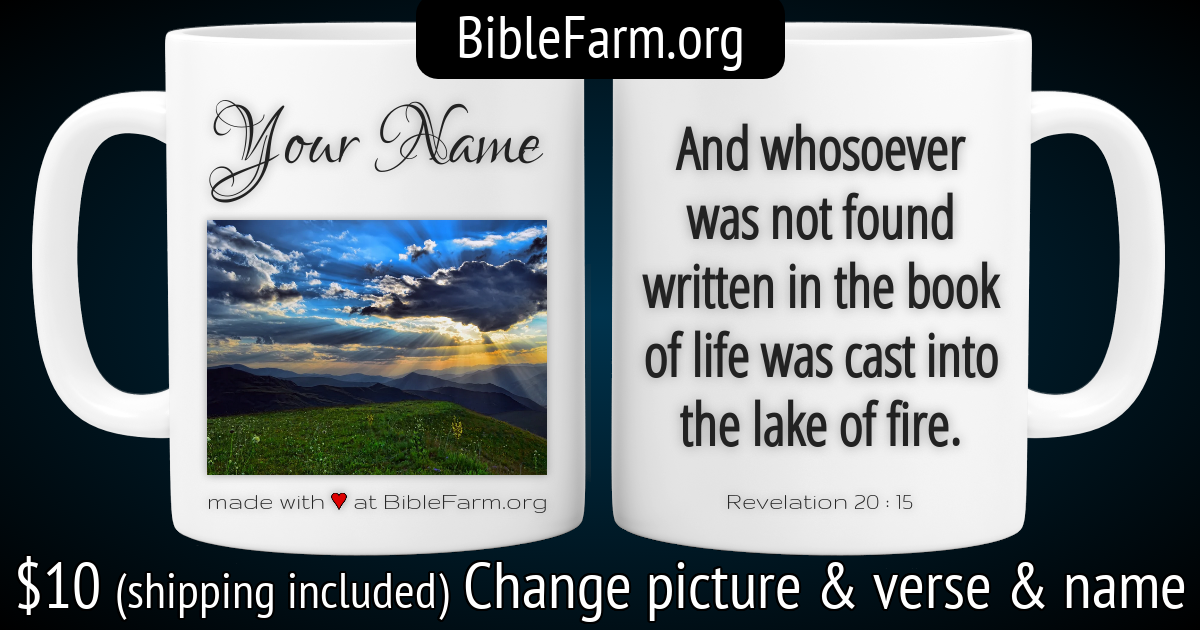 BibleFarm.org
Your Name
made with ♥ at BibleFarm.org
And whosoever
was not found
written in the book
of life was cast into
the lake of fire.
Revelation 20 : 15
$10 (shipping included) Change picture & verse & name